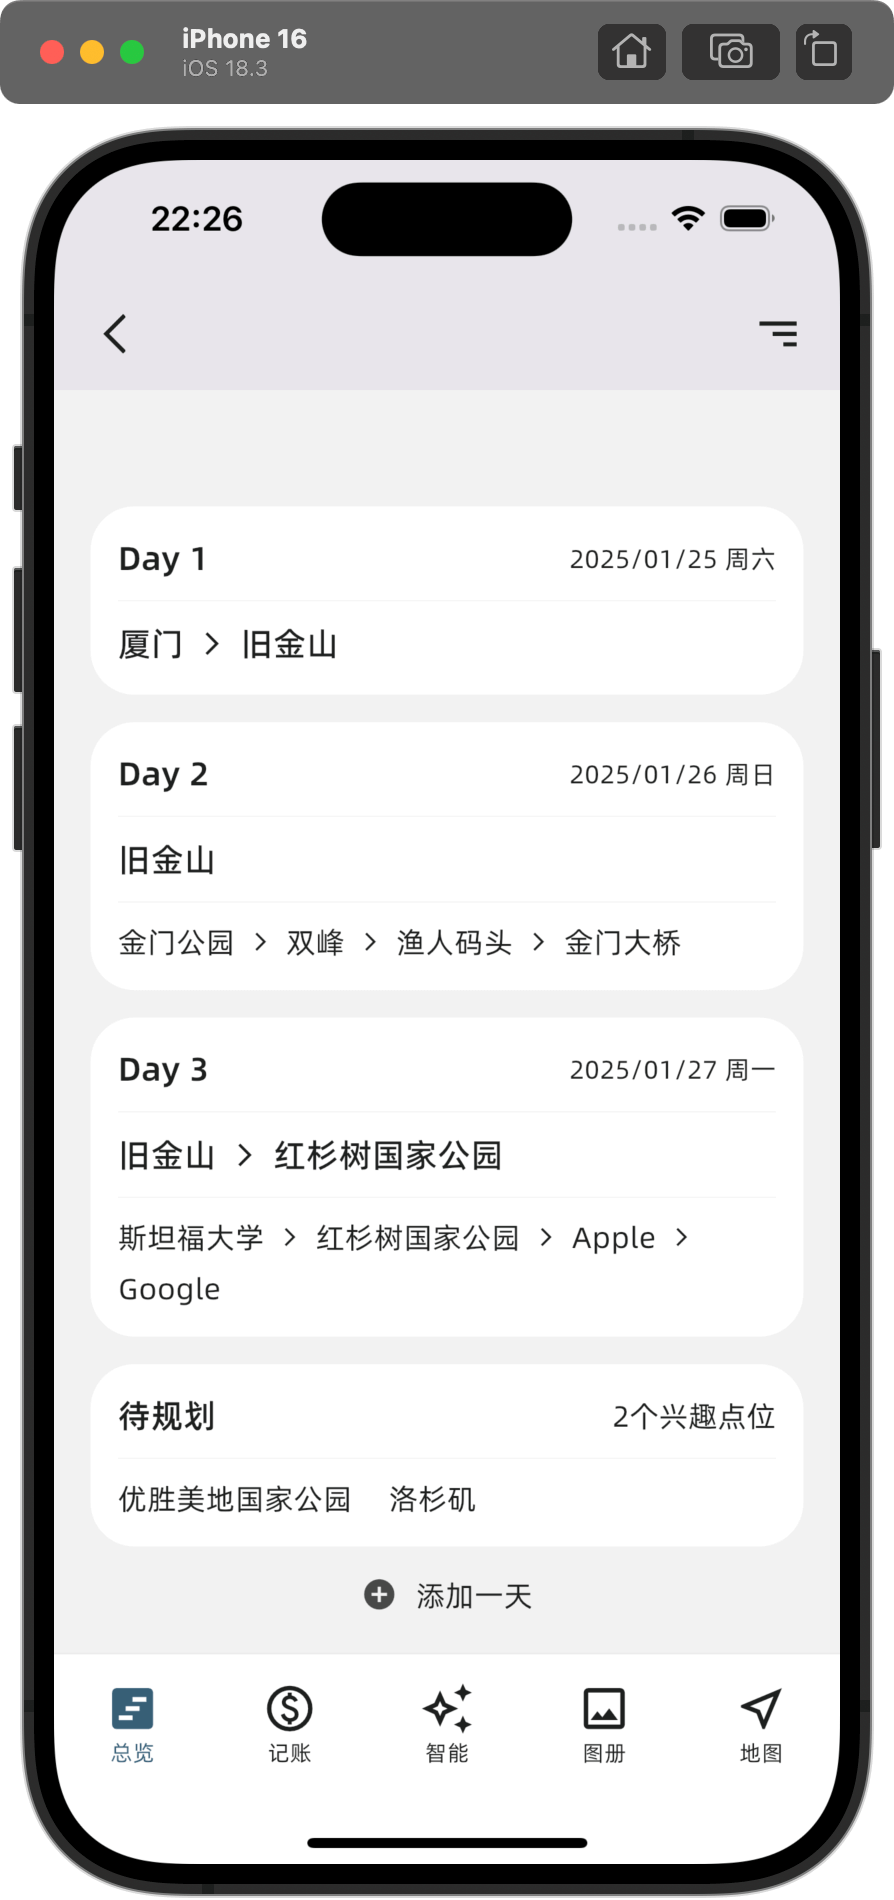 iPhone 16
iOS 18.3
22:26
Day 1 2025/01/25 周六
厦门 > 旧金山
Day 2 2025/01/26 周日
旧金山
金门公园 > 双峰 > 渔人码头 > 金门大桥
Day 3 2025/01/27 周一
旧金山 > 红杉树国家公园
斯坦福大学 > 红杉树国家公园 > Apple >
Google
待规划 2个兴趣点位
优胜美地国家公园 洛杉矶
添加一天
总览 记账 智能 图册 地图